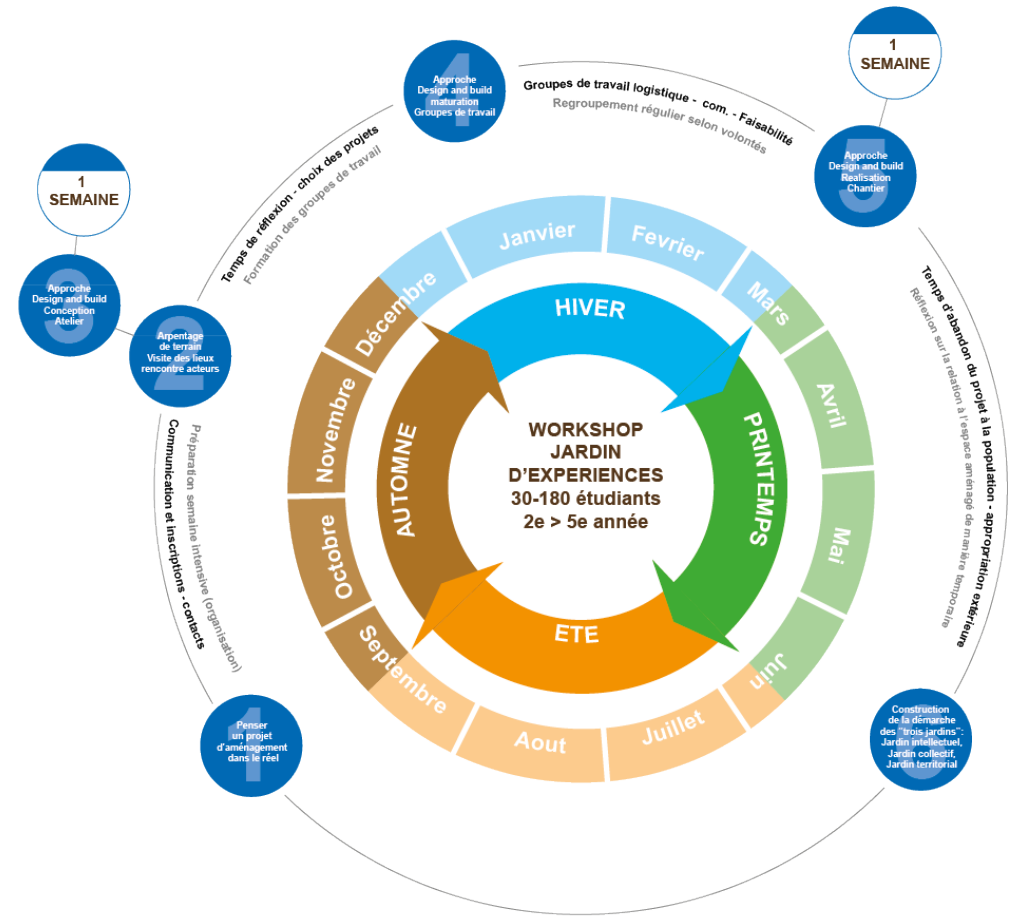 1
SEMAINE
4
Approche
Design and build
maturation
Groupes de travail
Groupes de travail logistique - com. - Faisabilité
Regroupement régulier selon volontés
5
Approche
Design and build
Realisation
Chantier
Temps de réflexion - choix des projets
Formation des groupes de travail
1
SEMAINE
3
Approche
Design and build
Conception
Atelier
2
Arpentage
de terrain
Visite des lieux
rencontre acteurs
Janvier
Fevrier
Mars
Avril
Mai
Juin
Juillet
Aout
Septembre
Octobre
Novembre
Décembre
HIVER
PRINTEMPS
ETE
AUTOMNE
WORKSHOP
JARDIN
D'EXPERIENCES
30-180 étudiants
2e > 5e année
Temps d'abandon du projet à la population - appropriation extérieure
Réflexion sur la relation à l'espace aménagé de manière temporaire
Préparation semaine intensive (organisation)
Communication et inscriptions - contacts
1
Penser
un projet
d'aménagement
dans le réel
6
Construction
de la démarche
des "trois jardins":
Jardin intellectuel,
Jardin collectif,
Jardin territorial